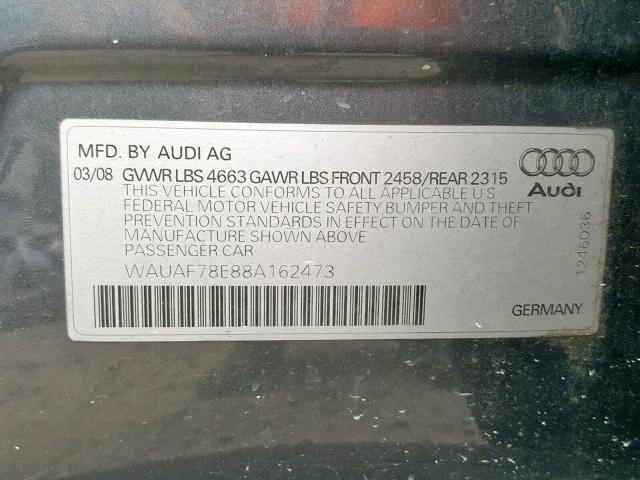 MFD. BY AUDI AG
03/08 GVWR LBS 4663 GAWR LBS FRONT 2458/REAR 2315
THIS VEHICLE CONFORMS TO ALL APPLICABLE U S
FEDERAL MOTOR VEHICLE SAFETY BUMPER AND THEFT
PREVENTION STANDARDS IN EFFECT ON THE DATE OF
MANUFACTURE SHOWN ABOVE
PASSENGER CAR
WAUAF78E88A162473
Audi
1246036
GERMANY